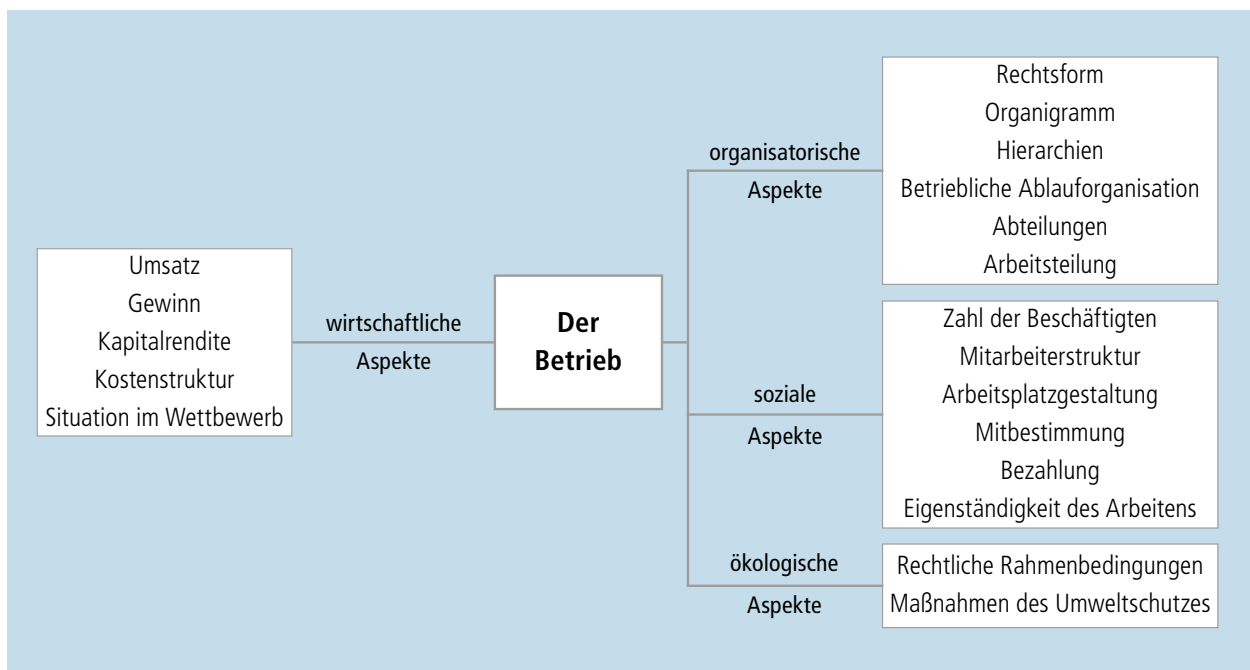 Umsatz
Gewinn
Kapitalrendite
Kostenstruktur
Situation im Wettbewerb
wirtschaftliche
Aspekte
Der
Betrieb
organisatorische
Aspekte
Rechtsform
Organigramm
Hierarchien
Betriebliche Ablauforganisation
Abteilungen
Arbeitsteilung
soziale
Aspekte
Zahl der Beschäftigten
Mitarbeiterstruktur
Arbeitsplatzgestaltung
Mitbestimmung
Bezahlung
Eigenständigkeit des Arbeitens
ökologische
Aspekte
Rechtliche Rahmenbedingungen
Maßnahmen des Umweltschutzes